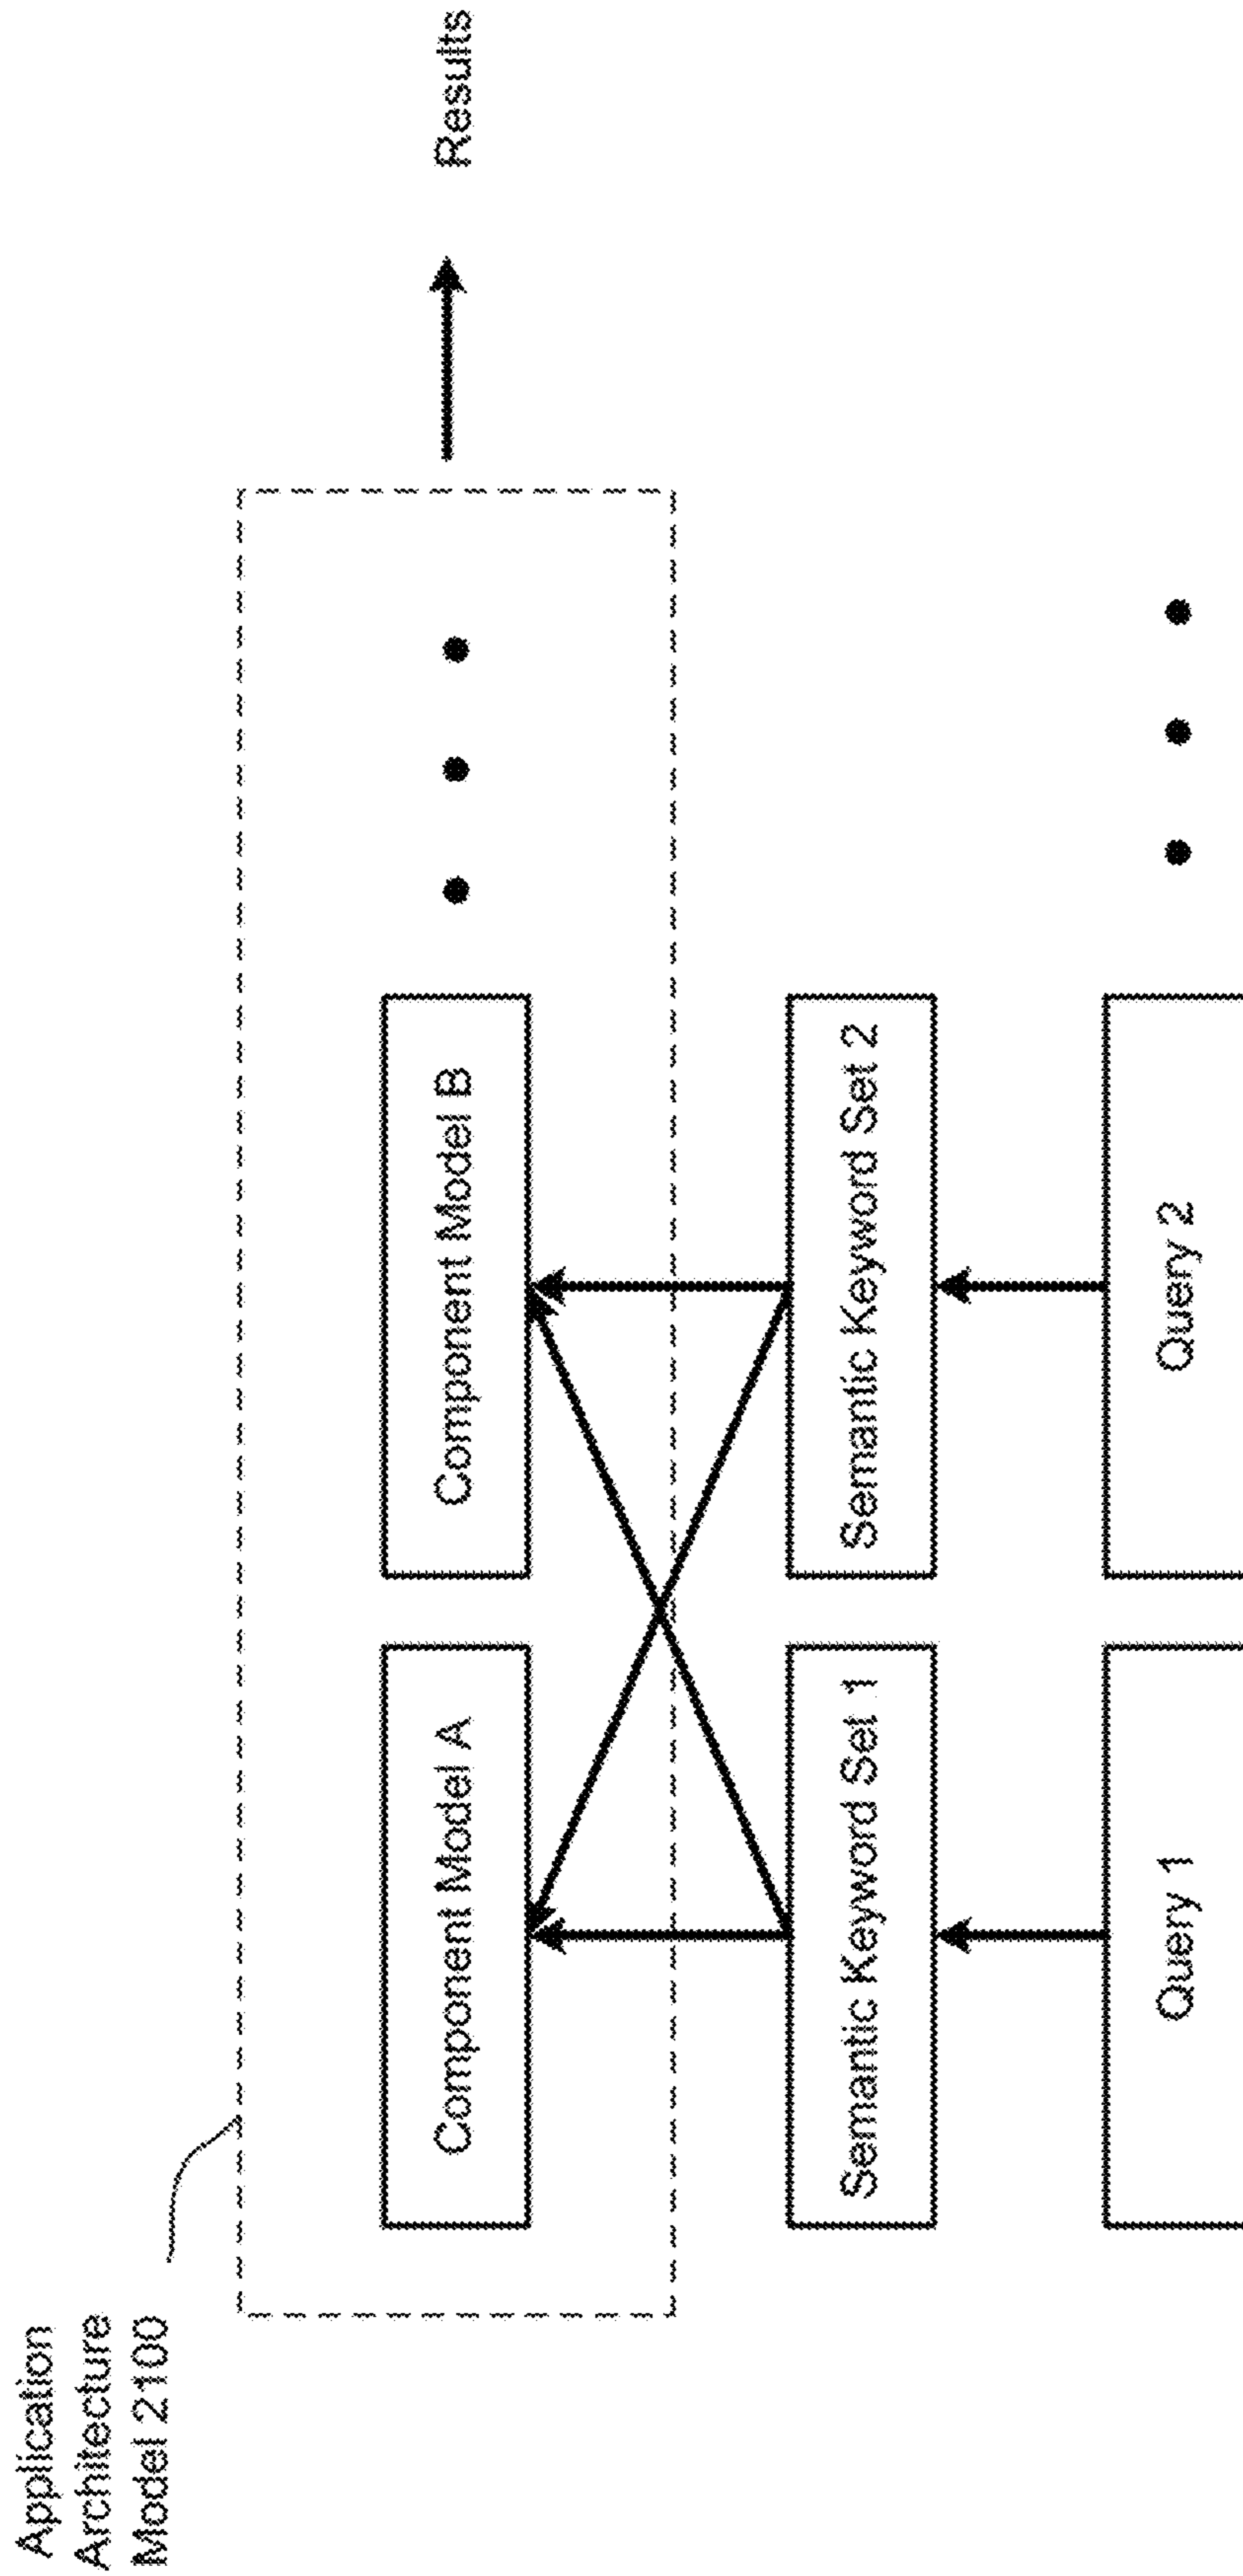 Application
Architecture
Model 2100
Component Model A
Component Model B
Results
Semantic Keyword Set 1
Semantic Keyword Set 2
Query 1
Query 2